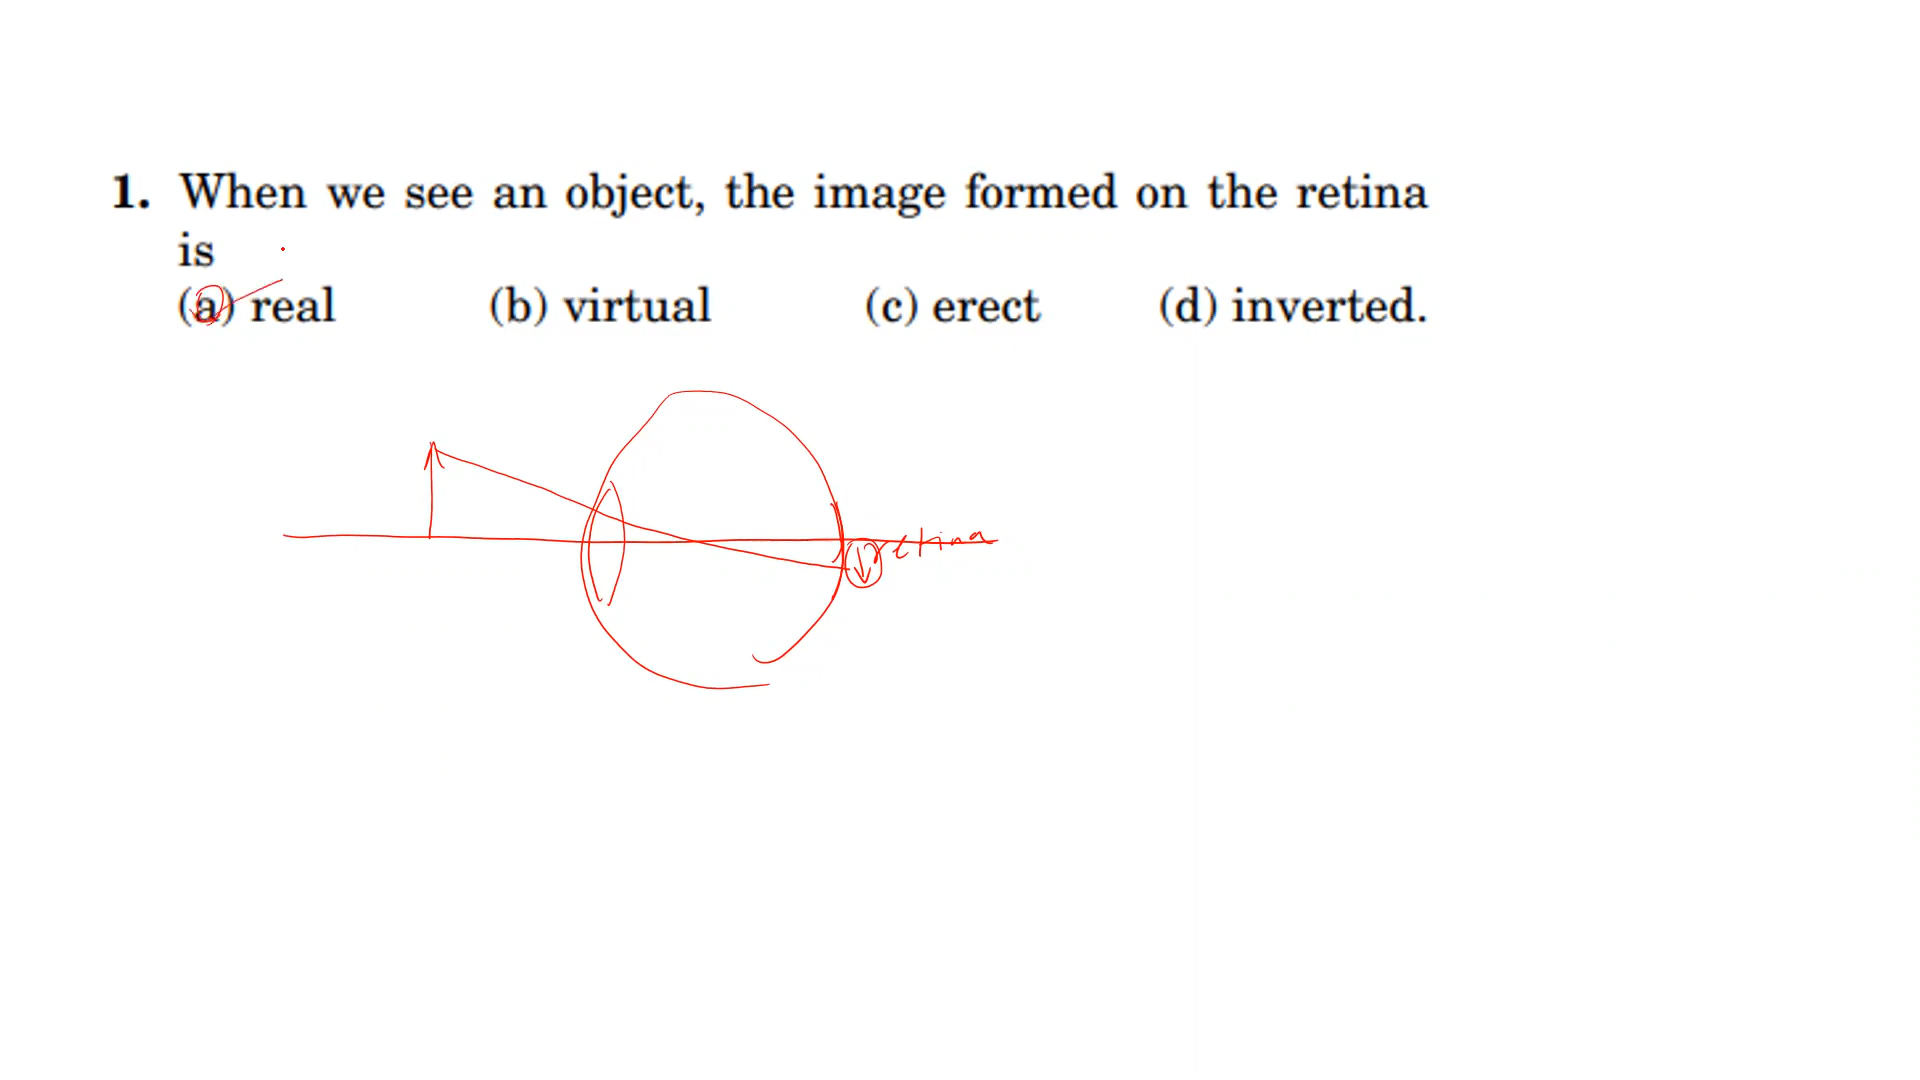 1. When we see an object, the image formed on the retina
is
(a) real (b) virtual (c) erect (d) inverted.
retina